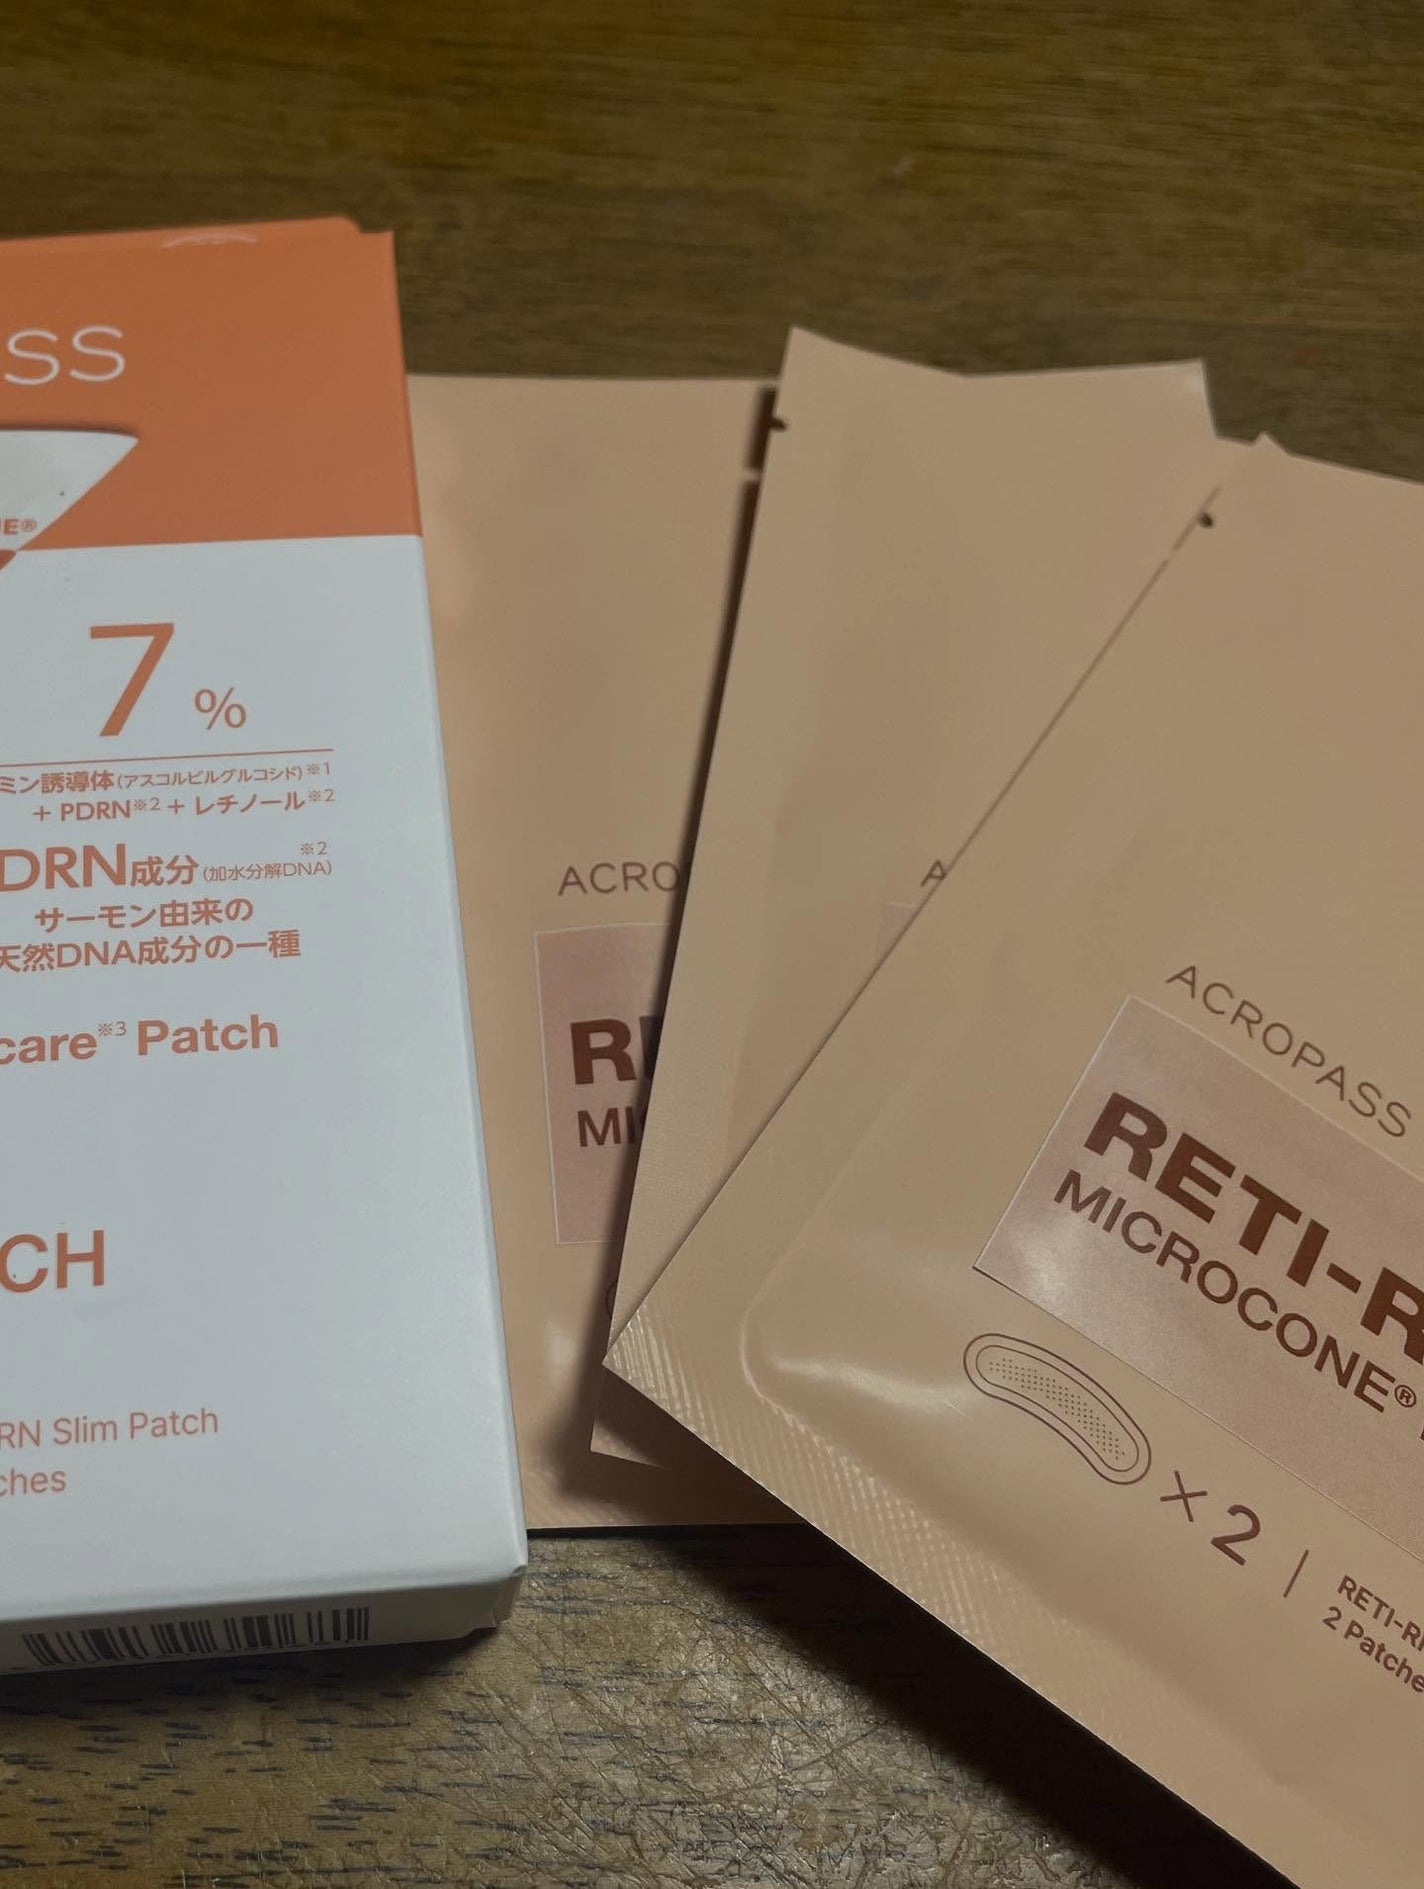 SS
E®
7%
ミン誘導体(アスコルビルグルコシド)※1
+ PDRN※2 + レチノール※2
DRN成分(加水分解DNA)※2
サーモン由来の
天然DNA成分の一種
care※3 Patch
CH
RN Slim Patch
ches
ACRO
RE
MI
A
ACROPASS
RETI-R
MICROCONE®
× 2 |
RETI-R
2 Patche